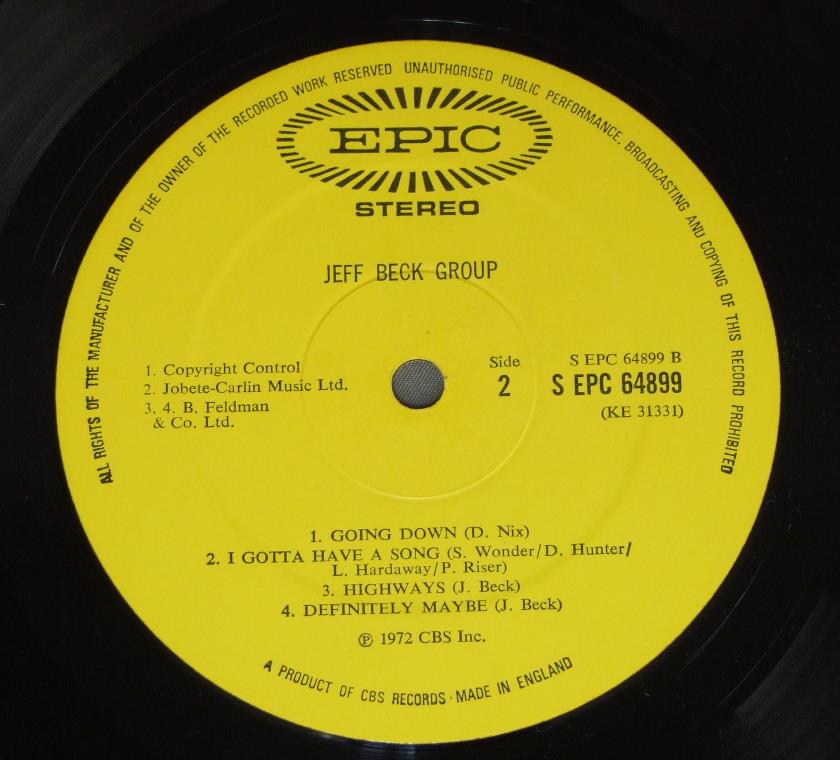 ALL RIGHTS OF THE MANUFACTURER AND OF THE OWNER OF THE RECORDED WORK RESERVED UNAUTHORISED PUBLIC PERFORMANCE, BROADCASTING AND COPYING OF THIS RECORD PROHIBITED
EPIC
STEREO
JEFF BECK GROUP
1. Copyright Control
2. Jobete-Carlin Music Ltd.
3, 4. B. Feldman
& Co. Ltd.
Side
2
S EPC 64899 B
S EPC 64899
(KE 31331)
1. GOING DOWN (D. Nix)
2. I GOTTA HAVE A SONG (S. Wonder/D. Hunter/
L. Hardaway/P. Riser)
3. HIGHWAYS (J. Beck)
4. DEFINITELY MAYBE (J. Beck)
℗ 1972 CBS Inc.
A PRODUCT OF CBS RECORDS · MADE IN ENGLAND